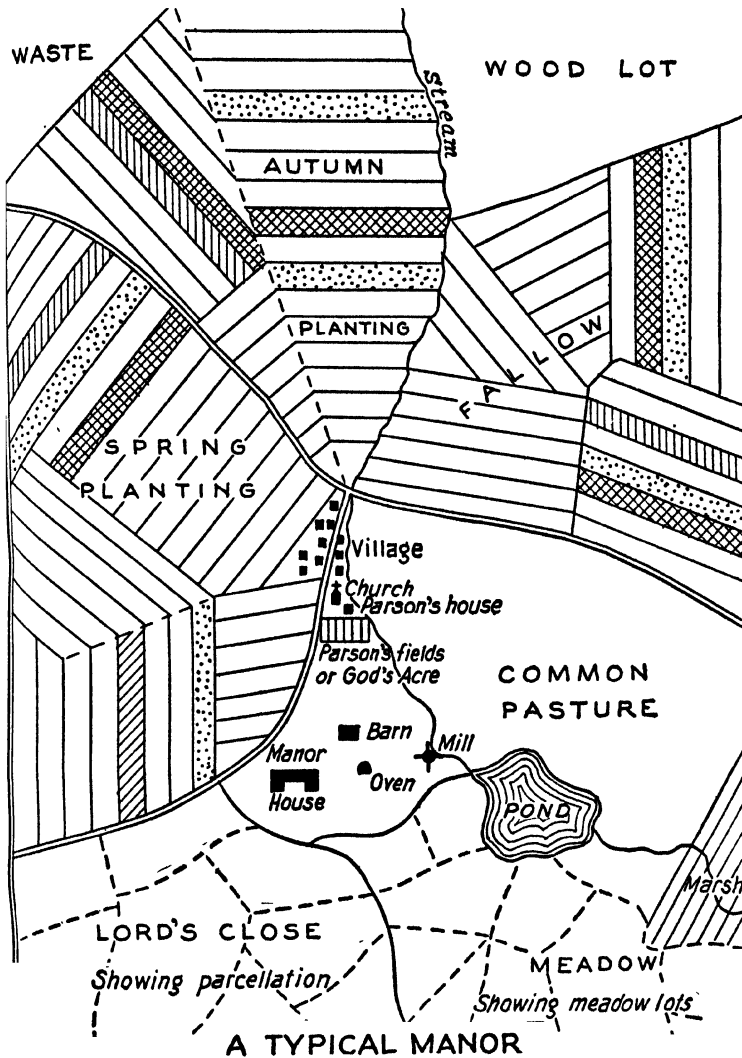 WASTE
WOOD LOT
Stream
AUTUMN
PLANTING
FALLOW
SPRING
PLANTING
Village
Church
Parson's house
Parson's fields
or God's Acre
COMMON
PASTURE
Barn
Mill
Manor
House
Oven
POND
Marsh
LORD'S CLOSE
Showing parcellation
MEADOW
Showing meadow lots
A TYPICAL MANOR